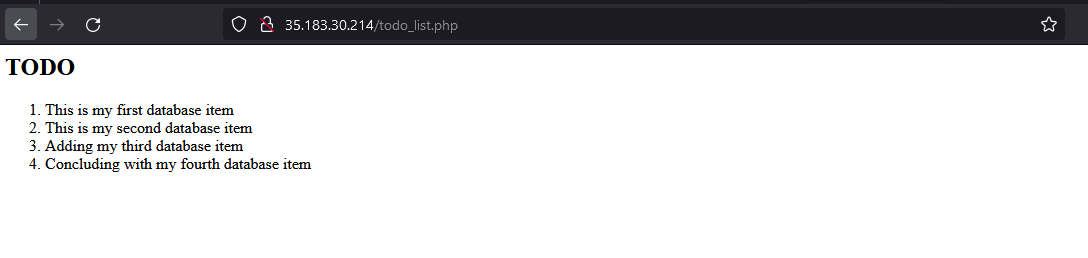 35.183.30.214/todo_list.php
TODO
1. This is my first database item
2. This is my second database item
3. Adding my third database item
4. Concluding with my fourth database item